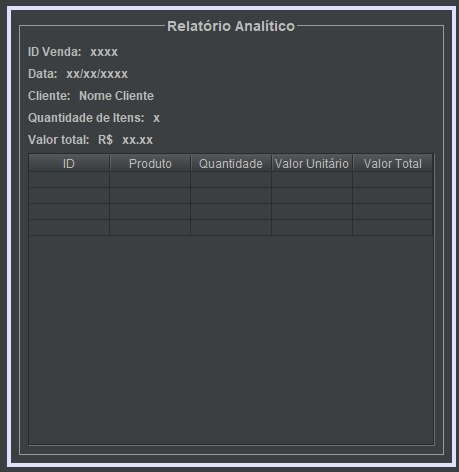 Relatório Analítico
ID Venda: xxxx
Data: xx/xx/xxxx
Cliente: Nome Cliente
Quantidade de Itens: x
Valor total: R$ xx.xx
ID Produto Quantidade Valor Unitário Valor Total